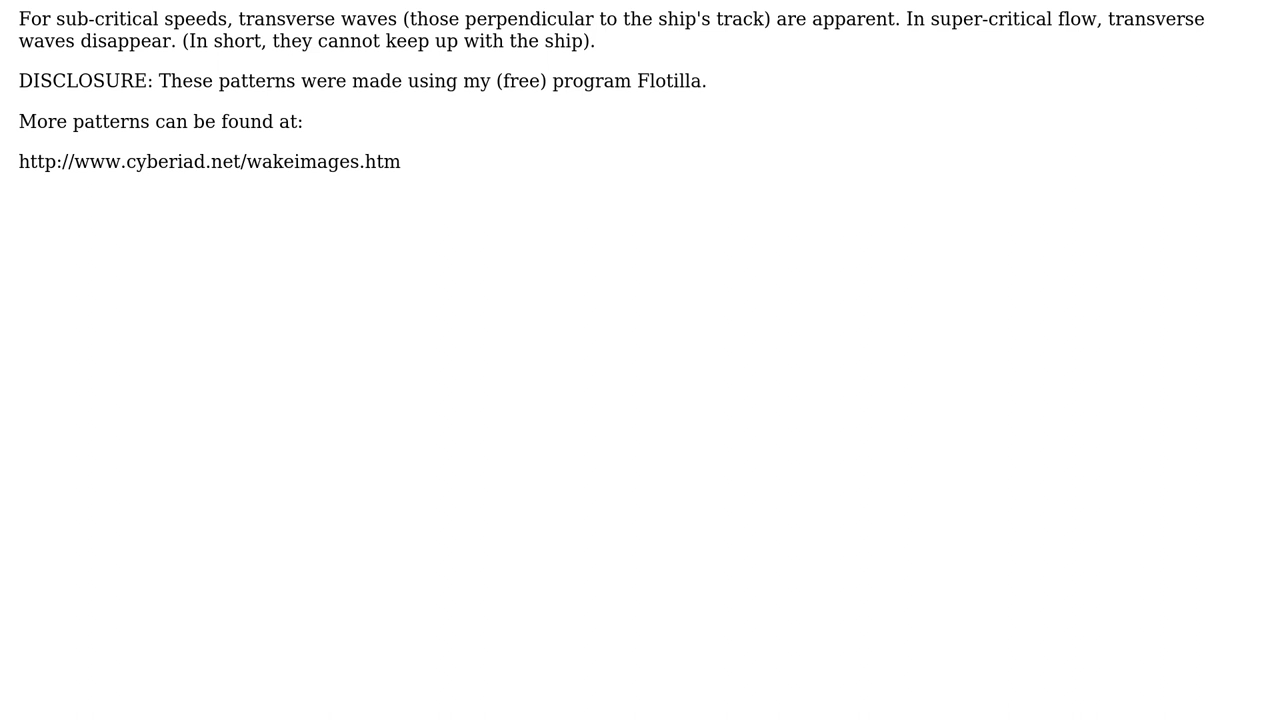 For sub-critical speeds, transverse waves (those perpendicular to the ship's track) are apparent. In super-critical flow, transverse
waves disappear. (In short, they cannot keep up with the ship).
DISCLOSURE: These patterns were made using my (free) program Flotilla.
More patterns can be found at:
http://www.cyberiad.net/wakeimages.htm